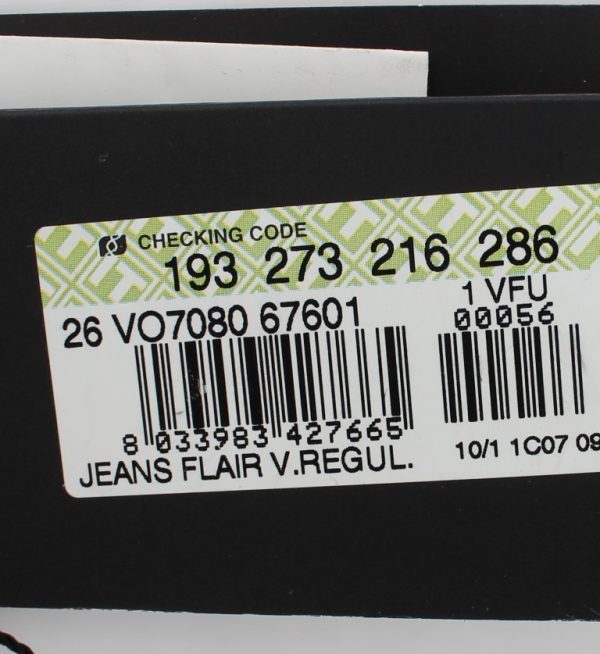 CHECKING CODE
193 273 216 286
26 VO7080 67601
1 VFU
00056
8 033983 427665
JEANS FLAIR V.REGUL.
10/1 1C07 09